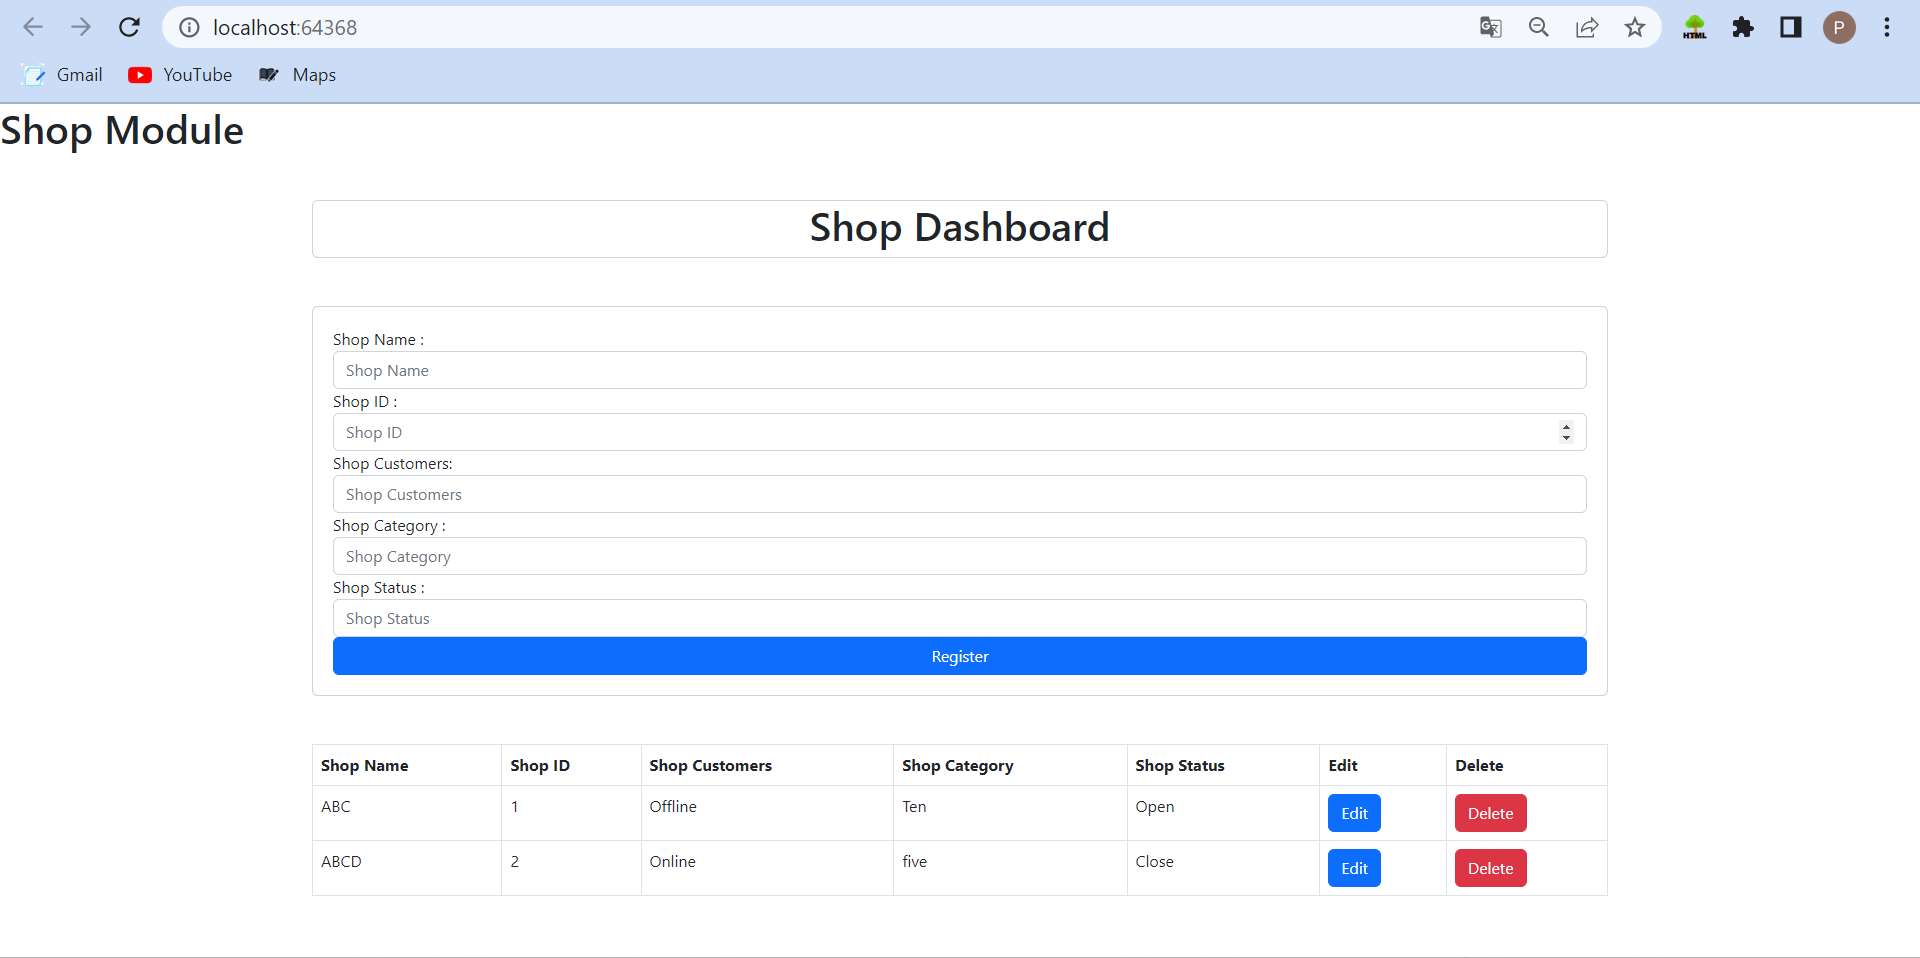 localhost:64368
HTML
P
Gmail YouTube Maps
Shop Module
Shop Dashboard
Shop Name :
Shop Name
Shop ID :
Shop ID
Shop Customers:
Shop Customers
Shop Category :
Shop Category
Shop Status :
Shop Status
Register
Shop Name Shop ID Shop Customers Shop Category Shop Status Edit Delete
ABC 1 Offline Ten Open Edit Delete
ABCD 2 Online five Close Edit Delete